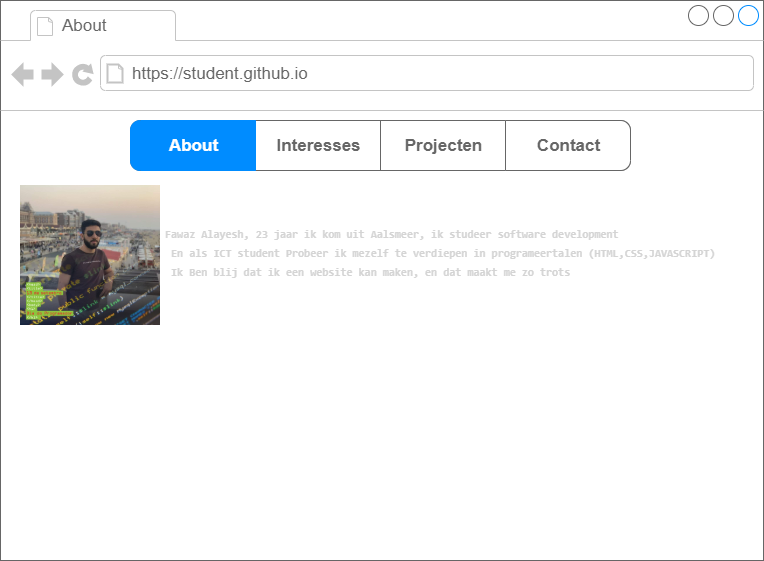 About
https://student.github.io
About Interesses Projecten Contact
Fawaz Alayesh, 23 jaar ik kom uit Aalsmeer, ik studeer software development
En als ICT student Probeer ik mezelf te verdiepen in programeertalen (HTML,CSS,JAVASCRIPT)
Ik Ben blij dat ik een website kan maken, en dat maakt me zo trots
public